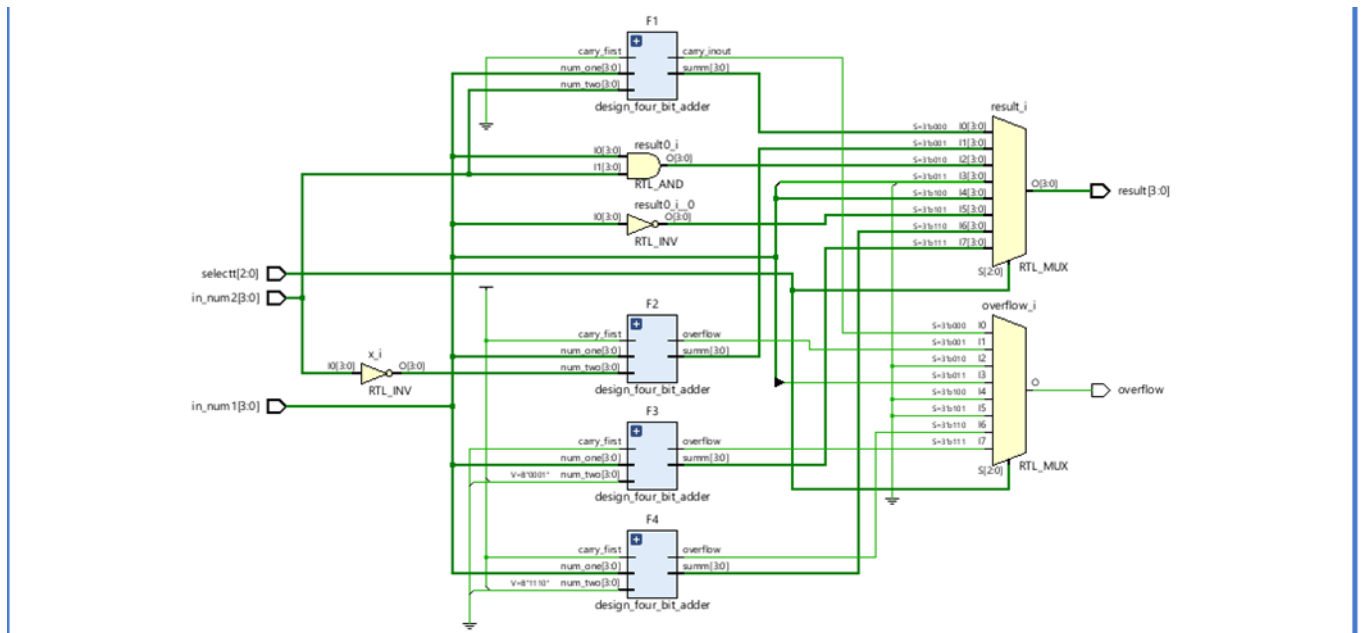 F1
carry_first
carry_inout
num_one[3:0]
summ[3:0]
num_two[3:0]
design_four_bit_adder
result_i
S=3'b000 I0[3:0]
S=3'b001 I1[3:0]
S=3'b010 I2[3:0]
S=3'b011 I3[3:0]
S=3'b100 I4[3:0]
S=3'b101 I5[3:0]
S=3'b110 I6[3:0]
S=3'b111 I7[3:0]
O[3:0]
result[3:0]
S[2:0]
RTL_MUX
result0_i
I0[3:0]
O[3:0]
I1[3:0]
RTL_AND
result0_i__0
I0[3:0]
O[3:0]
RTL_INV
selectt[2:0]
in_num2[3:0]
x_i
I0[3:0]
O[3:0]
RTL_INV
in_num1[3:0]
F2
carry_first
overflow
num_one[3:0]
summ[3:0]
num_two[3:0]
design_four_bit_adder
overflow_i
S=3'b000 I0
S=3'b001 I1
S=3'b010 I2
S=3'b011 I3
S=3'b100 I4
S=3'b101 I5
S=3'b110 I6
S=3'b111 I7
O
overflow
S[2:0]
RTL_MUX
F3
carry_first
overflow
num_one[3:0]
summ[3:0]
V=B"0001" num_two[3:0]
design_four_bit_adder
F4
carry_first
overflow
num_one[3:0]
summ[3:0]
V=B"1110" num_two[3:0]
design_four_bit_adder